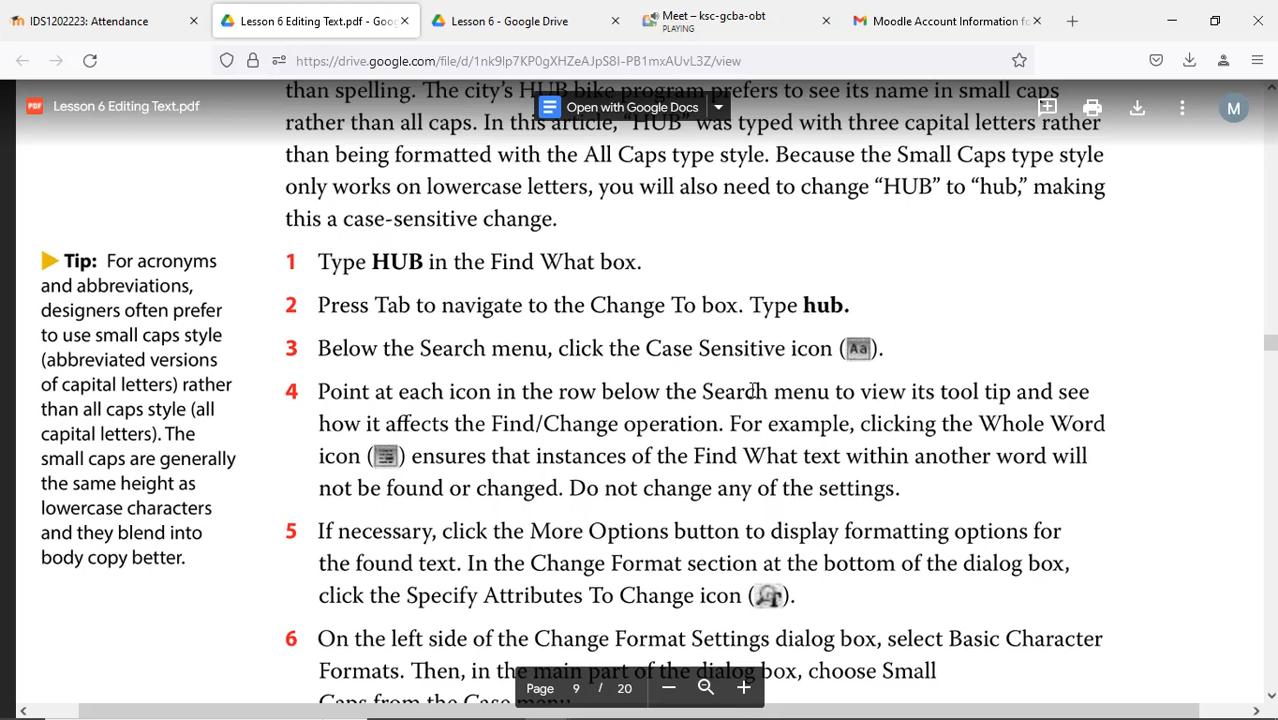 IDS1202223: Attendance
Lesson 6 Editing Text.pdf - Goo
Lesson 6 - Google Drive
Meet – ksc-gcba-obt
PLAYING
Moodle Account Information fo
https://drive.google.com/file/d/1nk9Ip7KP0gXHZeAJpS8I-PB1mxAUvL3Z/view
than spelling. The city's HUB bike program prefers to see its name in small caps
PDF
Lesson 6 Editing Text.pdf
Open with Google Docs
M
rather than all caps. In this article, “HUB” was typed with three capital letters rather
than being formatted with the All Caps type style. Because the Small Caps type style
only works on lowercase letters, you will also need to change “HUB” to “hub,” making
this a case-sensitive change.
Tip: For acronyms
and abbreviations,
designers often prefer
to use small caps style
(abbreviated versions
of capital letters) rather
than all caps style (all
capital letters). The
small caps are generally
the same height as
lowercase characters
and they blend into
body copy better.
1 Type HUB in the Find What box.
2 Press Tab to navigate to the Change To box. Type hub.
3 Below the Search menu, click the Case Sensitive icon (Aa).
4 Point at each icon in the row below the Search menu to view its tool tip and see
how it affects the Find/Change operation. For example, clicking the Whole Word
icon ( ) ensures that instances of the Find What text within another word will
not be found or changed. Do not change any of the settings.
5 If necessary, click the More Options button to display formatting options for
the found text. In the Change Format section at the bottom of the dialog box,
click the Specify Attributes To Change icon ( ).
6 On the left side of the Change Format Settings dialog box, select Basic Character
Formats. Then, in the main part of the dialog box, choose Small
Caps from the Case menu.
Page 9 / 20